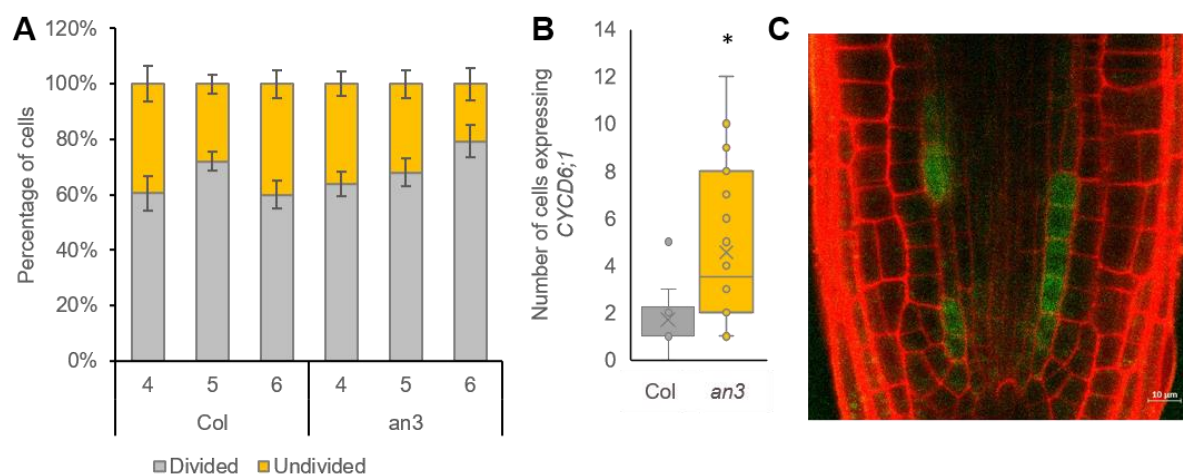 A
120%
100%
80%
60%
40%
20%
0%
Percentage of cells
4 5 6 4 5 6
Col an3
Divided Undivided
B
14
12
10
8
6
4
2
0
Number of cells expressing
CYCD6;1
*
Col an3
C
10 µm